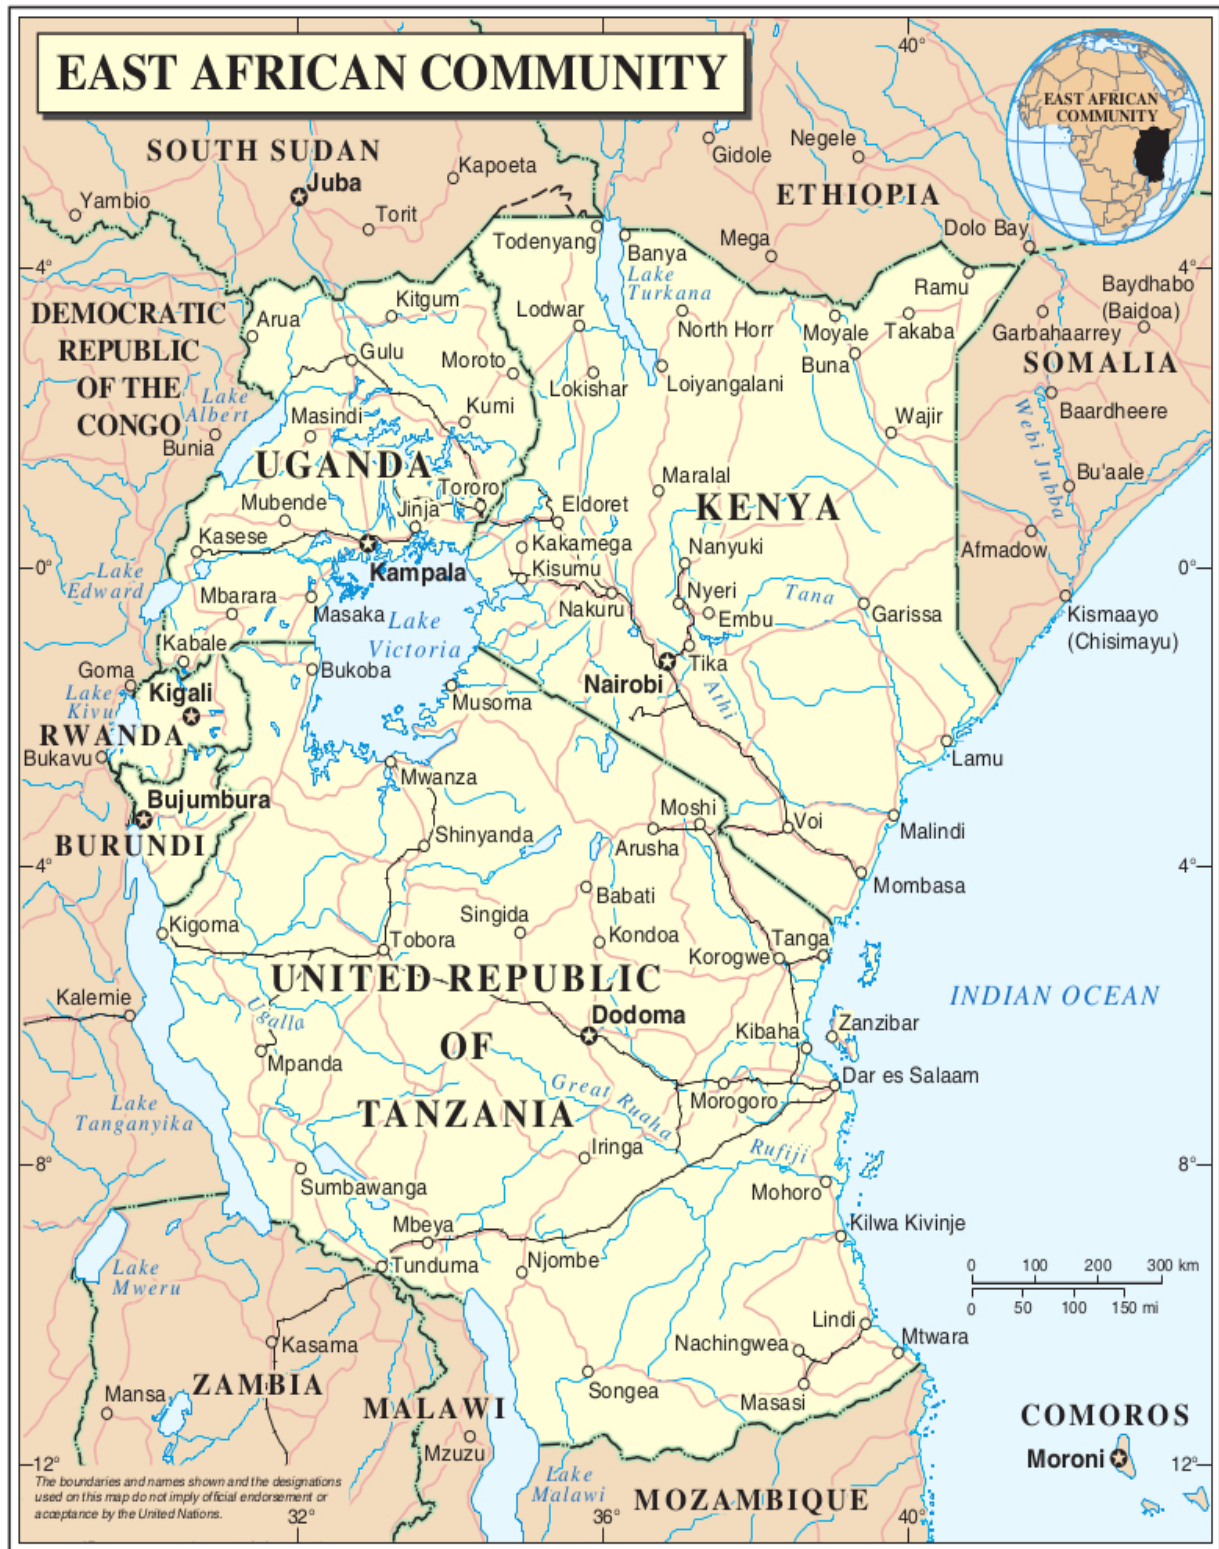 EAST AFRICAN COMMUNITY
40°
EAST AFRICAN
COMMUNITY
SOUTH SUDAN
Juba
Kapoeta
Yambio
Torit
Gidole
Negele
ETHIOPIA
Dolo Bay
Mega
Todenyang
Banya
Lake
Turkana
4°
4°
Ramu
Baydhabo
(Baidoa)
DEMOCRATIC
REPUBLIC
OF THE
CONGO
Arua
Kitgum
Lodwar
North Horr
Moyale
Takaba
Garbahaarrey
SOMALIA
Gulu
Moroto
Lokishar
Loiyangalani
Buna
Baardheere
Lake
Albert
Bunia
Masindi
Kumi
Wajir
Webi Jubba
UGANDA
Maralal
Bu'aale
Mubende
Jinja
Tororo
Eldoret
KENYA
Kasese
Kakamega
Nanyuki
Afmadow
0°
0°
Kampala
Kisumu
Lake
Edward
Mbarara
Masaka
Lake
Victoria
Nakuru
Nyeri
Embu
Tana
Garissa
Kismaayo
(Chisimayu)
Kabale
Goma
Bukoba
Tika
Nairobi
Athi
Lake
Kivu
Kigali
Musoma
RWANDA
Bukavu
Mwanza
Lamu
Bujumbura
Moshi
Voi
Malindi
BURUNDI
Shinyanda
Arusha
4°
4°
Mombasa
Babati
Kigoma
Singida
Tobora
Kondoa
Korogwe
Tanga
UNITED REPUBLIC
OF
TANZANIA
INDIAN OCEAN
Kalemie
Ugalla
Dodoma
Kibaha
Zanzibar
Mpanda
Dar es Salaam
Great Ruaha
Morogoro
Lake
Tanganyika
Iringa
Rufiji
8°
8°
Sumbawanga
Mohoro
Mbeya
Kilwa Kivinje
Tunduma
Njombe
Lake
Mweru
0 100 200 300 km
0 50 100 150 mi
Kasama
Lindi
Nachingwea
Mtwara
Mansa
ZAMBIA
Songea
Masasi
MALAWI
Mzuzu
COMOROS
Moroni
12°
12°
Lake
Malawi
MOZAMBIQUE
The boundaries and names shown and the designations
used on this map do not imply official endorsement or
acceptance by the United Nations.
32°
36°
40°